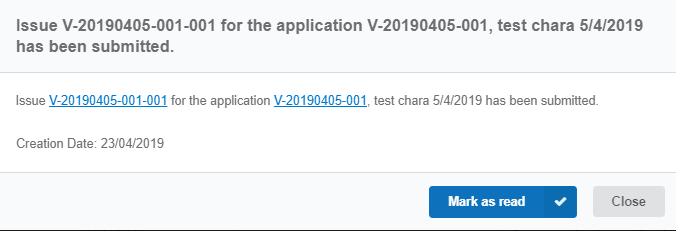 Issue V-20190405-001-001 for the application V-20190405-001, test chara 5/4/2019
has been submitted.
Issue V-20190405-001-001 for the application V-20190405-001, test chara 5/4/2019 has been submitted.
Creation Date: 23/04/2019
Mark as read
Close